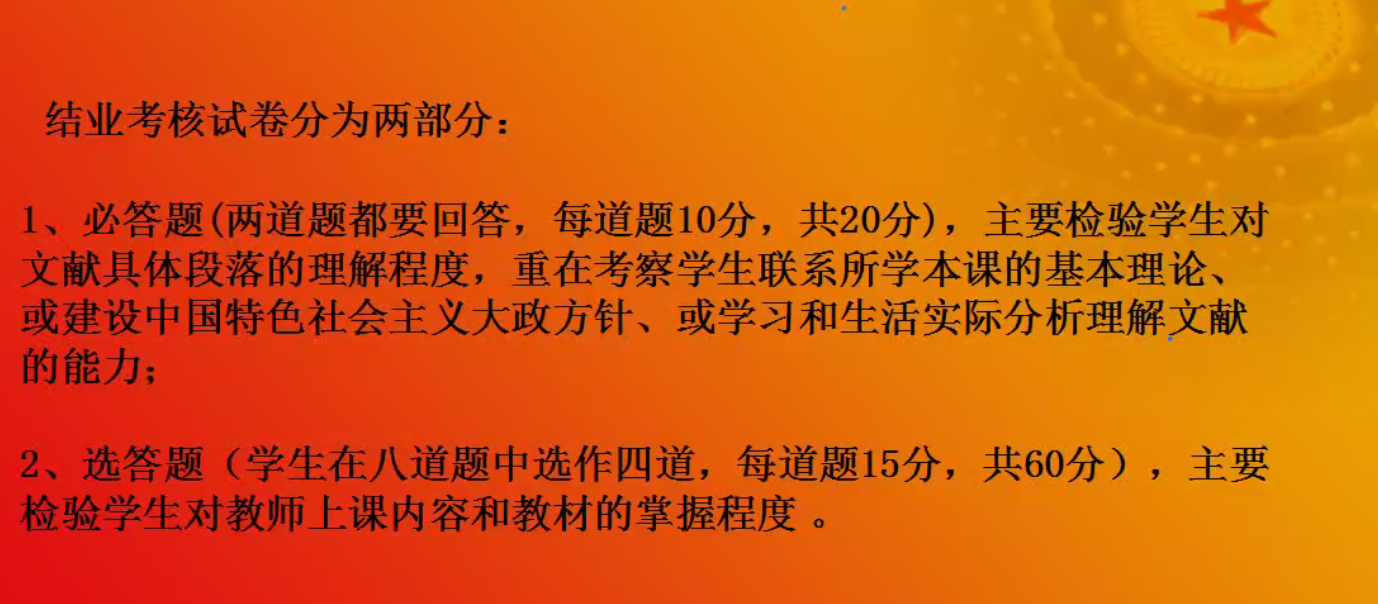 结业考核试卷分为两部分：
1、必答题(两道题都要回答，每道题10分，共20分)，主要检验学生对
文献具体段落的理解程度，重在考察学生联系所学本课的基本理论、
或建设中国特色社会主义大政方针、或学习和生活实际分析理解文献
的能力；
2、选答题（学生在八道题中选作四道，每道题15分，共60分），主要
检验学生对教师上课内容和教材的掌握程度 。